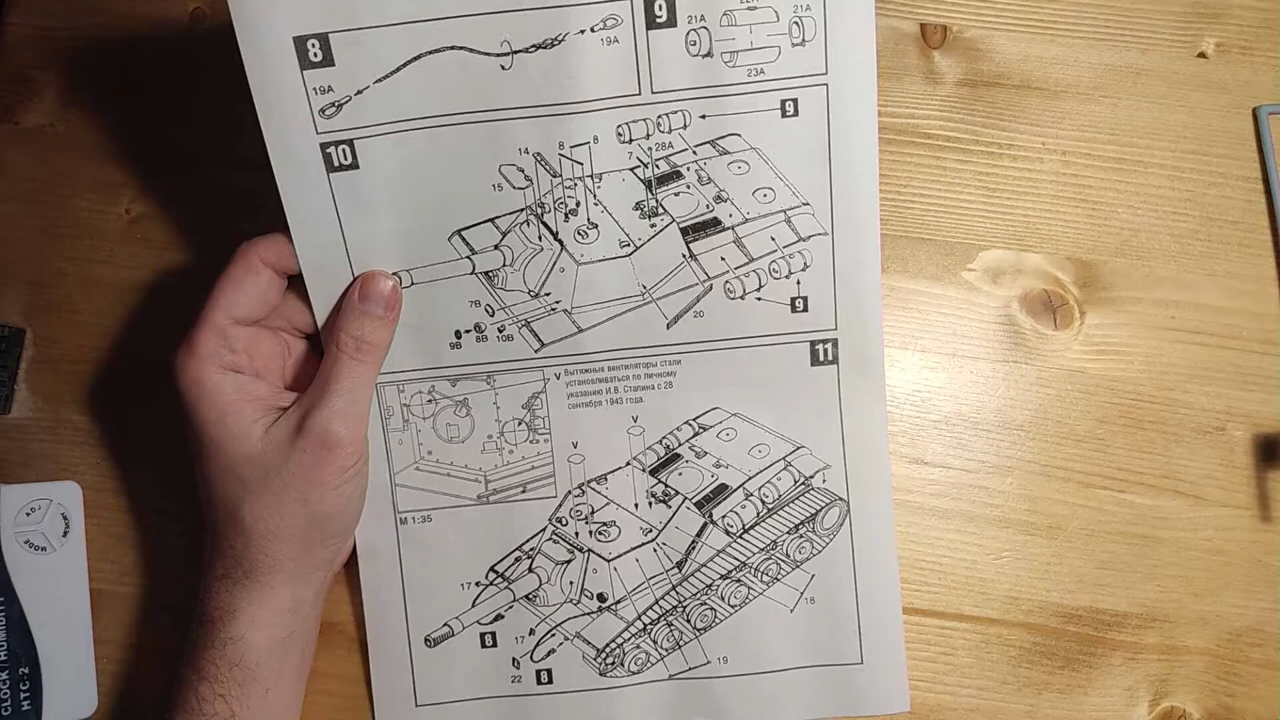 8
19A
19A
9
21A
21A
23A
10
14
8
8
15
7
28A
9
7B
9B
8B
10B
20
9
11
V Вытяжные вентиляторы стали
устанавливаться по личному
указанию И.В. Сталина с 28
сентября 1943 года.
V
V
М 1:35
17
8
17
22
8
18
19
ADJ
MODE
MEMORY
CLOCK/HUMIDITY
HTC-2